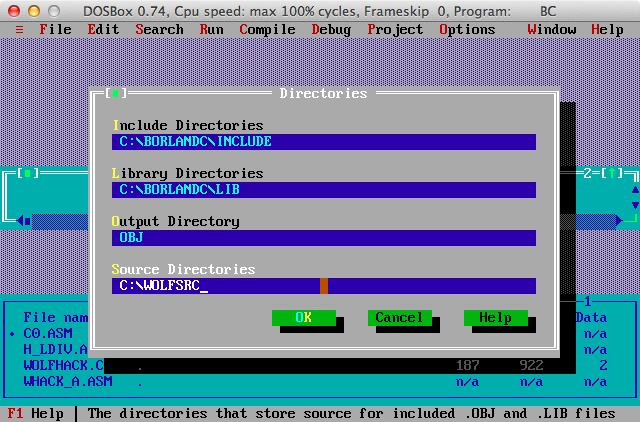 DOSBox 0.74, Cpu speed: max 100% cycles, Frameskip 0, Program: BC
≡ File Edit Search Run Compile Debug Project Options Window Help
Directories
Include Directories
C:\BORLANDC\INCLUDE
Library Directories
C:\BORLANDC\LIB
2
Output Directory
OBJ
Source Directories
C:\WOLFSRC_
OK Cancel Help
1
File nam Data
• C0.ASM n/a
H_LDIV.A n/a
WOLFHACK.C . 187 922 2
WHACK_A.ASM . n/a n/a n/a
F1 Help | The directories that store source for included .OBJ and .LIB files